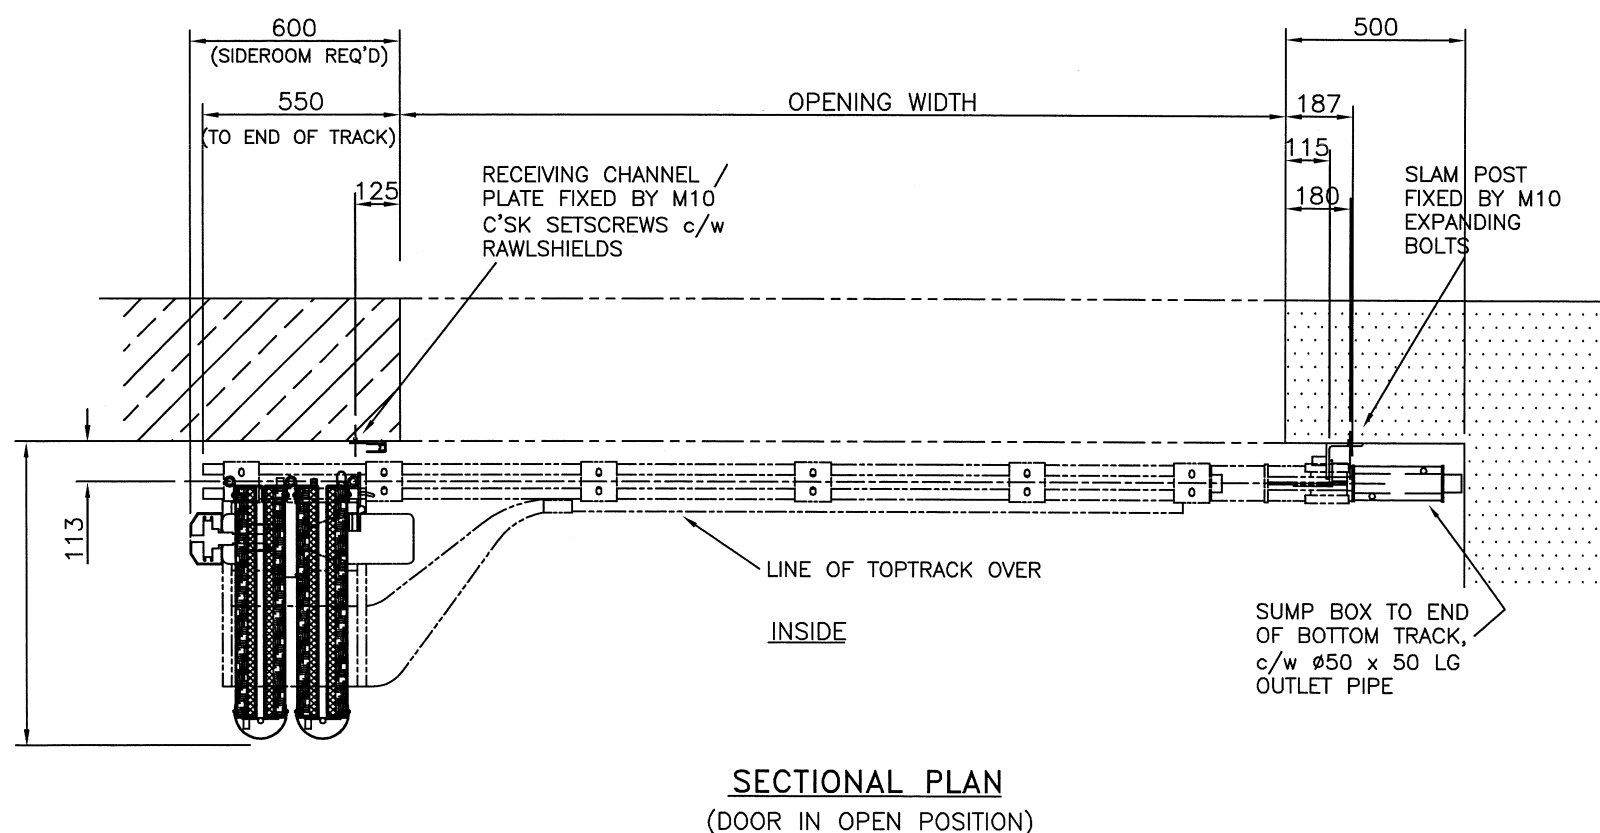 600
(SIDEROOM REQ'D)
550
(TO END OF TRACK)
125
OPENING WIDTH
500
187
115
180
RECEIVING CHANNEL /
PLATE FIXED BY M10
C'SK SETSCREWS c/w
RAWLSHIELDS
SLAM POST
FIXED BY M10
EXPANDING
BOLTS
113
LINE OF TOPTRACK OVER
INSIDE
SUMP BOX TO END
OF BOTTOM TRACK,
c/w ø50 x 50 LG
OUTLET PIPE
SECTIONAL PLAN
(DOOR IN OPEN POSITION)